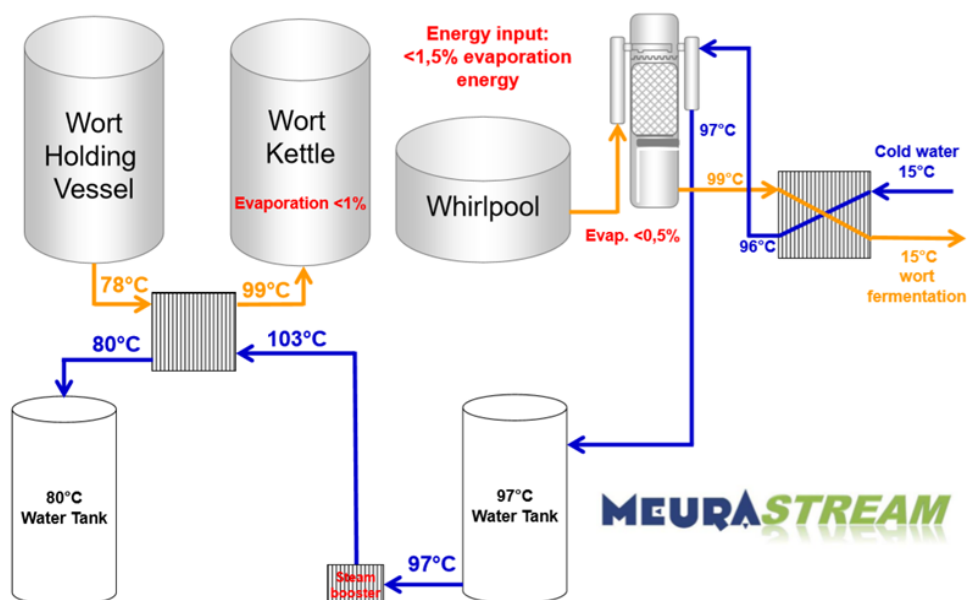 Wort
Holding
Vessel
Wort
Kettle
Evaporation <1%
Energy input:
<1,5% evaporation
energy
Whirlpool
Evap. <0,5%
97°C
99°C
Cold water
15°C
96°C
15°C
wort
fermentation
78°C
99°C
80°C
103°C
80°C
Water Tank
97°C
Steam
booster
97°C
Water Tank
MEURASTREAM